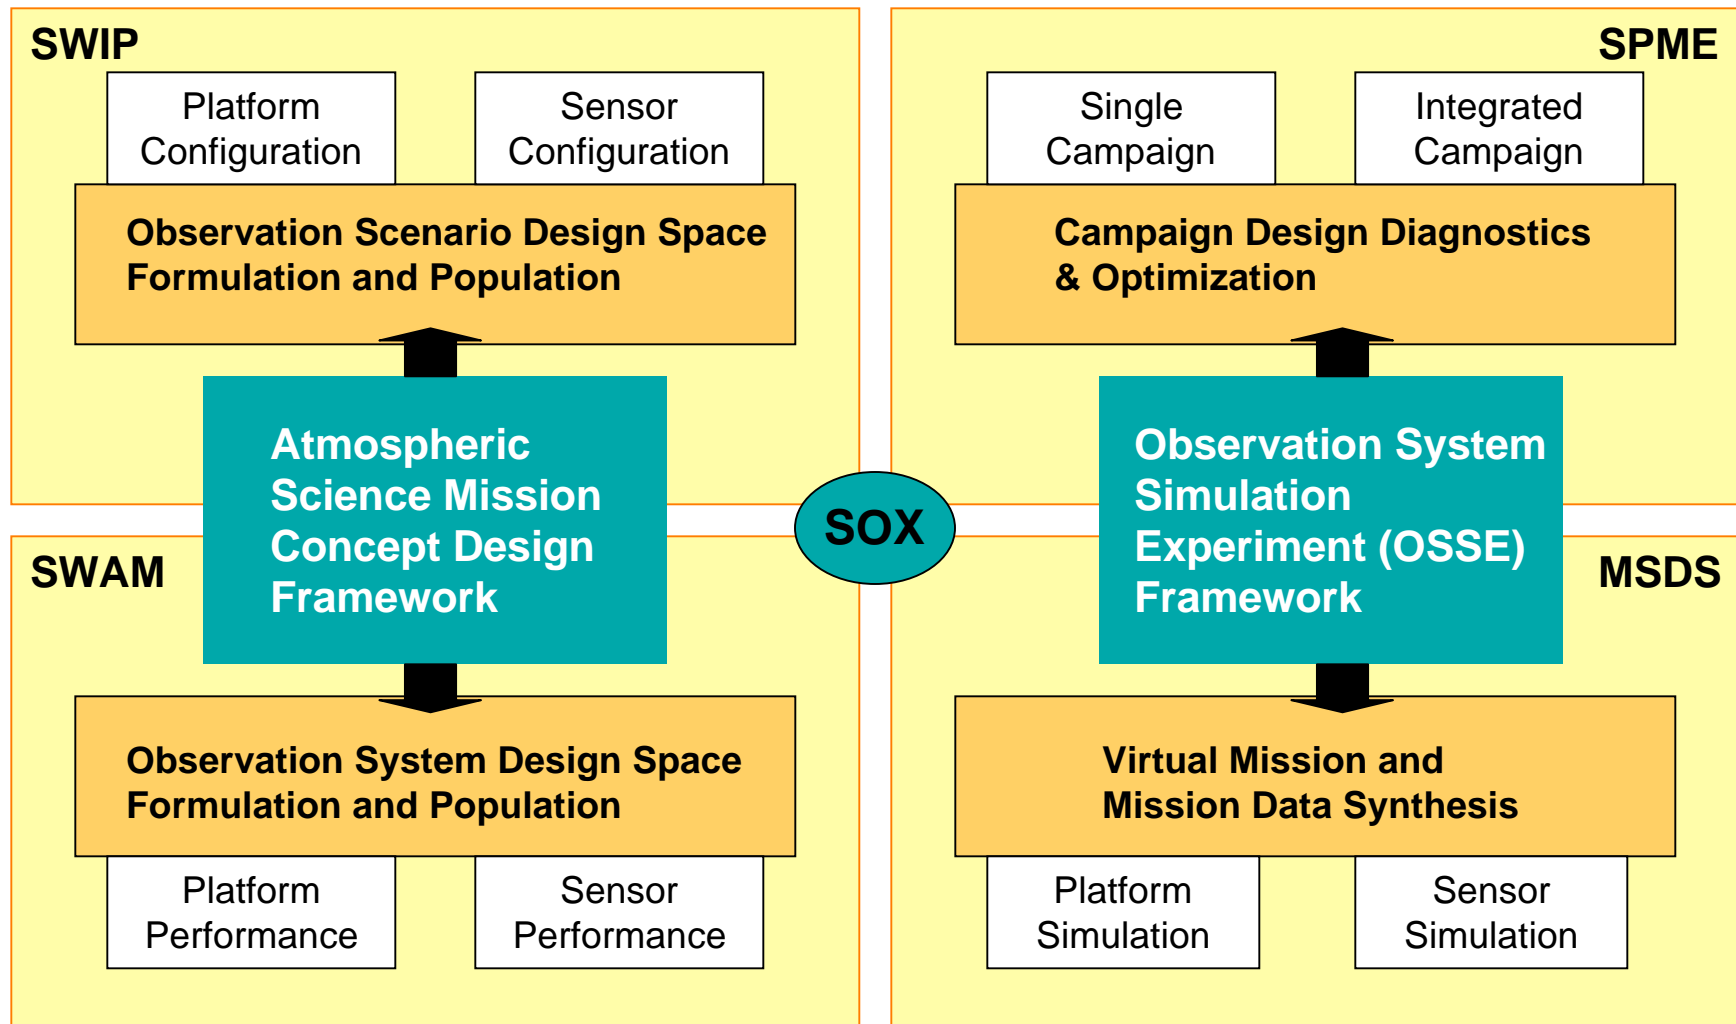 SWIP
Platform
Configuration
Sensor
Configuration
Observation Scenario Design Space
Formulation and Population
SPME
Single
Campaign
Integrated
Campaign
Campaign Design Diagnostics
& Optimization
Atmospheric
Science Mission
Concept Design
Framework
SOX
Observation System
Simulation
Experiment (OSSE)
Framework
SWAM
Observation System Design Space
Formulation and Population
Platform
Performance
Sensor
Performance
MSDS
Virtual Mission and
Mission Data Synthesis
Platform
Simulation
Sensor
Simulation